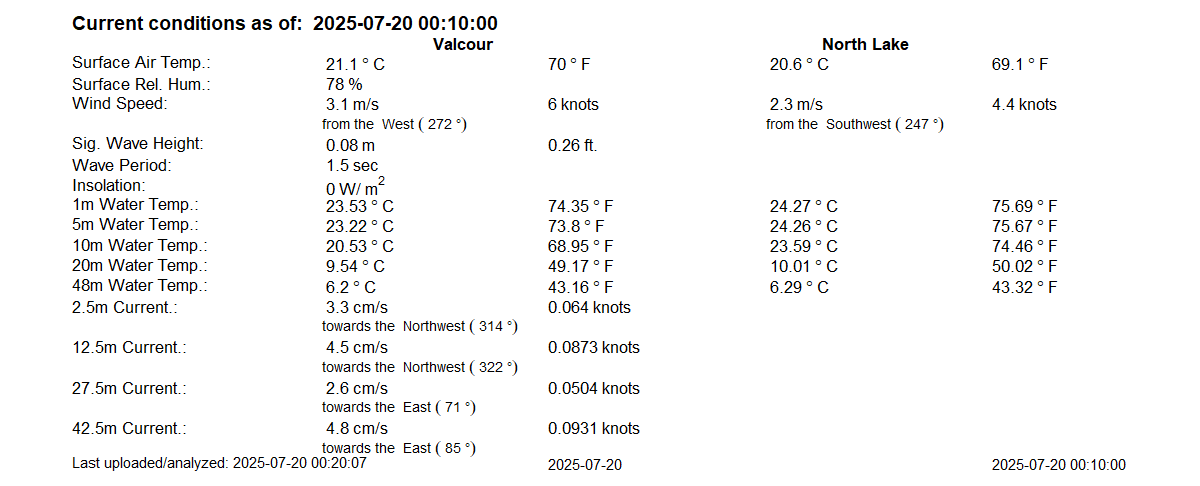 Current conditions as of: 2025-07-20 00:10:00
Valcour North Lake
Surface Air Temp.: 21.1 ° C 70 ° F 20.6 ° C 69.1 ° F
Surface Rel. Hum.: 78 %
Wind Speed: 3.1 m/s 6 knots 2.3 m/s 4.4 knots
from the West ( 272 °) from the Southwest ( 247 °)
Sig. Wave Height: 0.08 m 0.26 ft.
Wave Period: 1.5 sec
Insolation: 0 W/ m²
1m Water Temp.: 23.53 ° C 74.35 ° F 24.27 ° C 75.69 ° F
5m Water Temp.: 23.22 ° C 73.8 ° F 24.26 ° C 75.67 ° F
10m Water Temp.: 20.53 ° C 68.95 ° F 23.59 ° C 74.46 ° F
20m Water Temp.: 9.54 ° C 49.17 ° F 10.01 ° C 50.02 ° F
48m Water Temp.: 6.2 ° C 43.16 ° F 6.29 ° C 43.32 ° F
2.5m Current.: 3.3 cm/s 0.064 knots
towards the Northwest ( 314 °)
12.5m Current.: 4.5 cm/s 0.0873 knots
towards the Northwest ( 322 °)
27.5m Current.: 2.6 cm/s 0.0504 knots
towards the East ( 71 °)
42.5m Current.: 4.8 cm/s 0.0931 knots
towards the East ( 85 °)
Last uploaded/analyzed: 2025-07-20 00:20:07 2025-07-20 2025-07-20 00:10:00